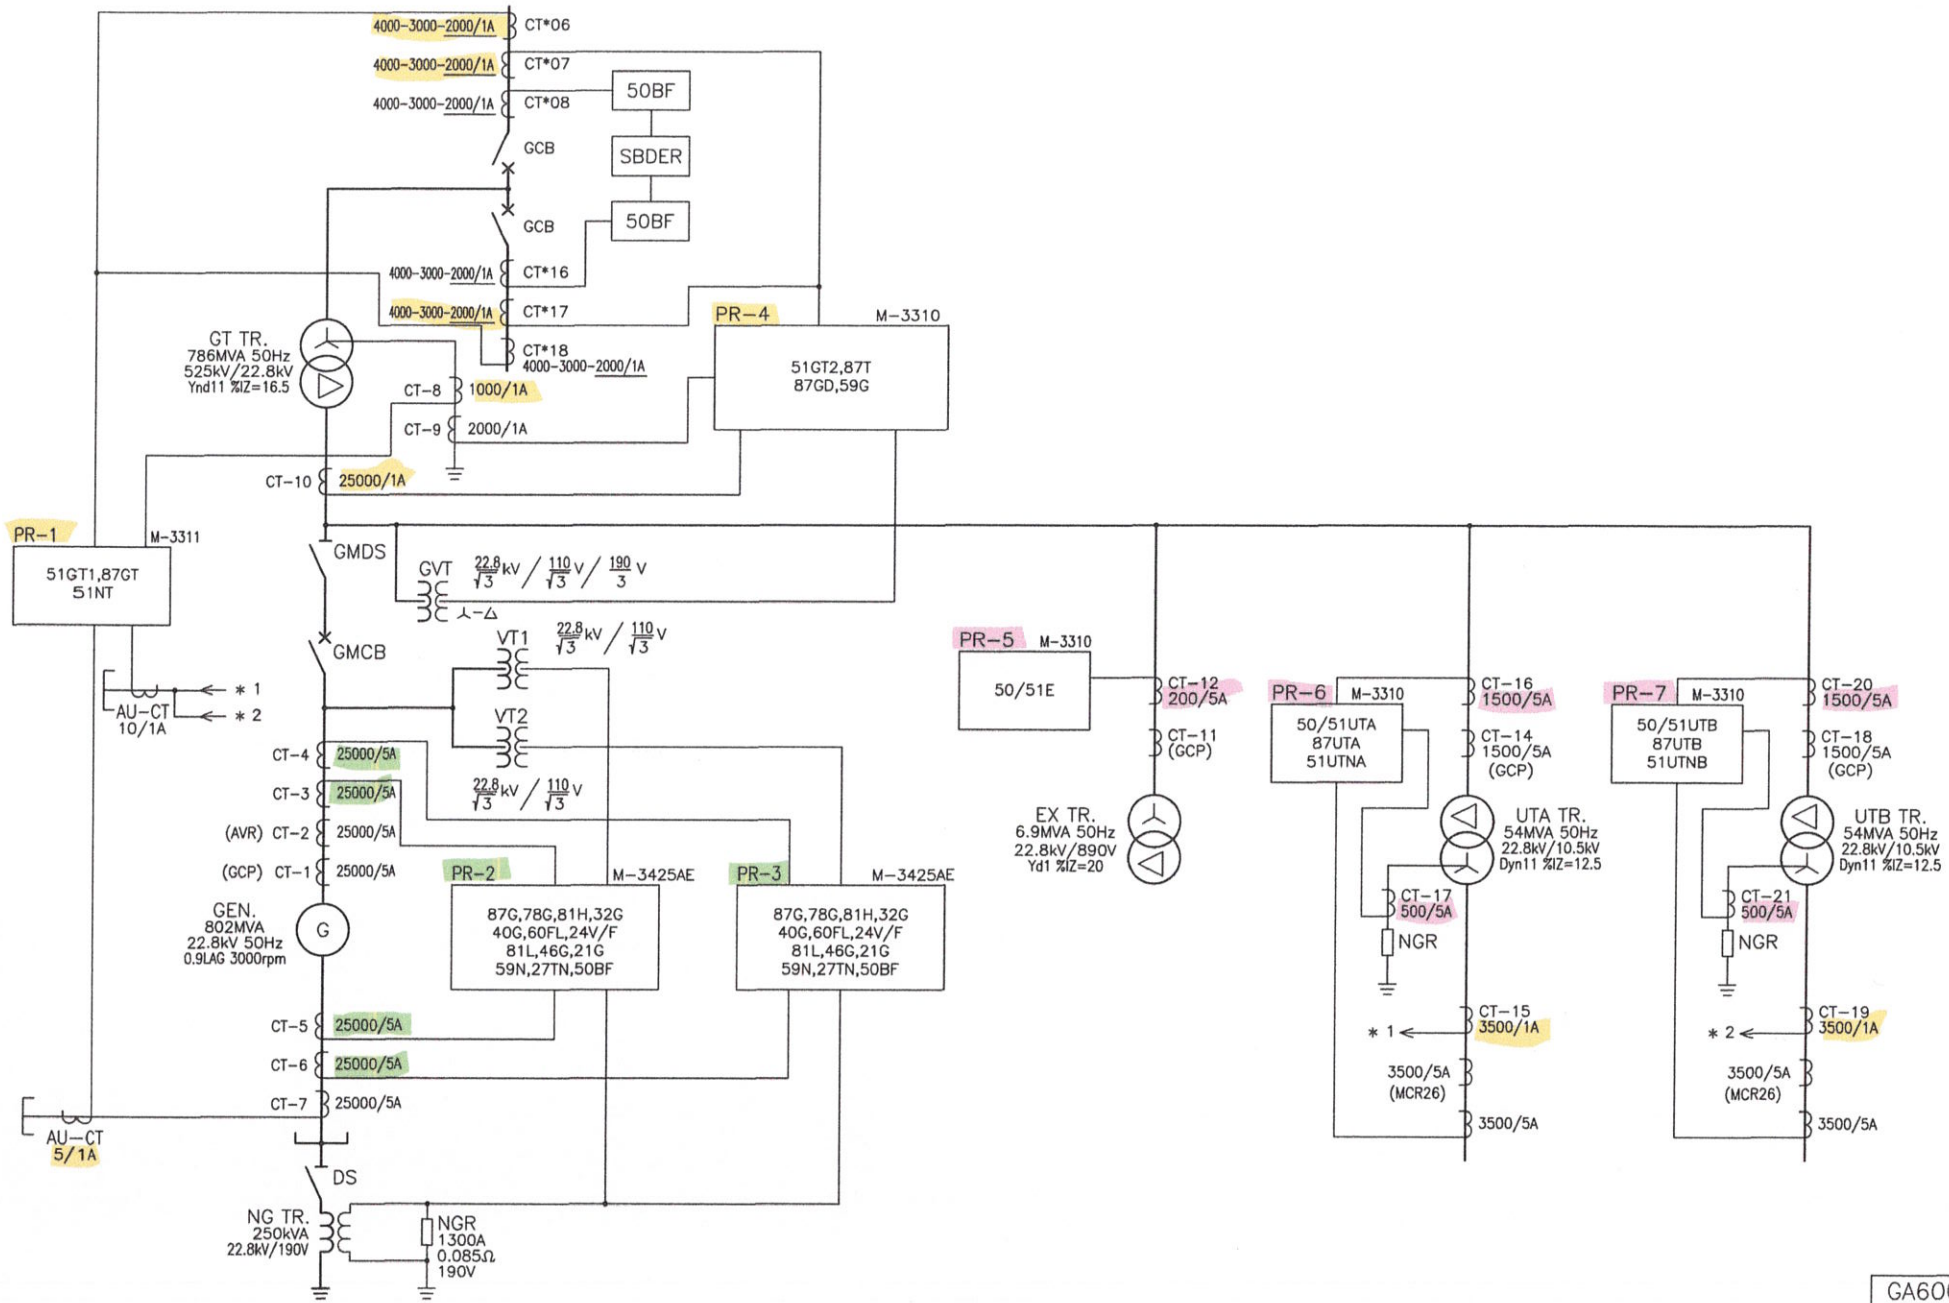 4000-3000-2000/1A CT*06
4000-3000-2000/1A CT*07
4000-3000-2000/1A CT*08
50BF
SBDER
50BF
GCB
GCB
4000-3000-2000/1A CT*16
4000-3000-2000/1A CT*17
CT*18
4000-3000-2000/1A
GT TR.
786MVA 50Hz
525kV/22.8kV
Ynd11 %IZ=16.5
CT-8 1000/1A
CT-9 2000/1A
CT-10 25000/1A
PR-4 M-3310
51GT2,87T
87GD,59G
PR-1 M-3311
51GT1,87GT
51NT
GMDS
GVT 22.8/√3 kV / 110/√3 V / 190/3 V
GMCB
VT1 22.8/√3 kV / 110/√3 V
VT2
22.8/√3 kV / 110/√3 V
* 1
* 2
AU-CT
10/1A
CT-4 25000/5A
CT-3 25000/5A
(AVR) CT-2 25000/5A
(GCP) CT-1 25000/5A
GEN.
802MVA
22.8kV 50Hz
0.9LAG 3000rpm
G
PR-2 M-3425AE
87G,78G,81H,32G
40G,60FL,24V/F
81L,46G,21G
59N,27TN,50BF
PR-3 M-3425AE
87G,78G,81H,32G
40G,60FL,24V/F
81L,46G,21G
59N,27TN,50BF
CT-5 25000/5A
CT-6 25000/5A
CT-7 25000/5A
AU-CT
5/1A
DS
NG TR.
250kVA
22.8kV/190V
NGR
1300A
0.085Ω
190V
PR-5 M-3310
50/51E
CT-12
200/5A
CT-11
(GCP)
EX TR.
6.9MVA 50Hz
22.8kV/890V
Yd1 %IZ=20
PR-6 M-3310
50/51UTA
87UTA
51UTNA
CT-16
1500/5A
CT-14
1500/5A
(GCP)
UTA TR.
54MVA 50Hz
22.8kV/10.5kV
Dyn11 %IZ=12.5
CT-17
500/5A
NGR
CT-15
* 1 3500/1A
3500/5A
(MCR26)
3500/5A
PR-7 M-3310
50/51UTB
87UTB
51UTNB
CT-20
1500/5A
CT-18
1500/5A
(GCP)
UTB TR.
54MVA 50Hz
22.8kV/10.5kV
Dyn11 %IZ=12.5
CT-21
500/5A
NGR
CT-19
* 2 3500/1A
3500/5A
(MCR26)
3500/5A